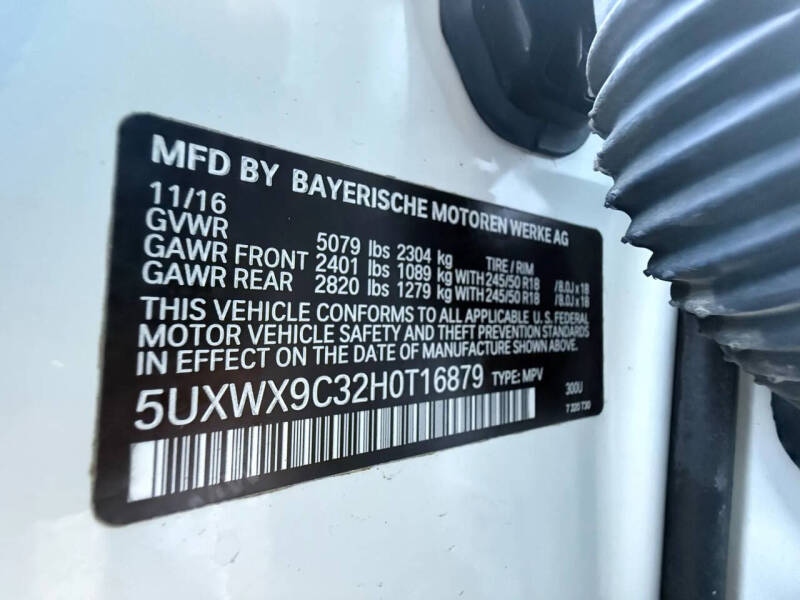 MFD BY BAYERISCHE MOTOREN WERKE AG
11/16
GVWR 5079 lbs 2304 kg TIRE / RIM
GAWR FRONT 2401 lbs 1089 kg WITH 245/50 R18 /8.0J x 18
GAWR REAR 2820 lbs 1279 kg WITH 245/50 R18 /8.0J x 18
THIS VEHICLE CONFORMS TO ALL APPLICABLE U.S. FEDERAL
MOTOR VEHICLE SAFETY AND THEFT PREVENTION STANDARDS
IN EFFECT ON THE DATE OF MANUFACTURE SHOWN ABOVE.
5UXWX9C32H0T16879 TYPE: MPV 300U
7 320 730